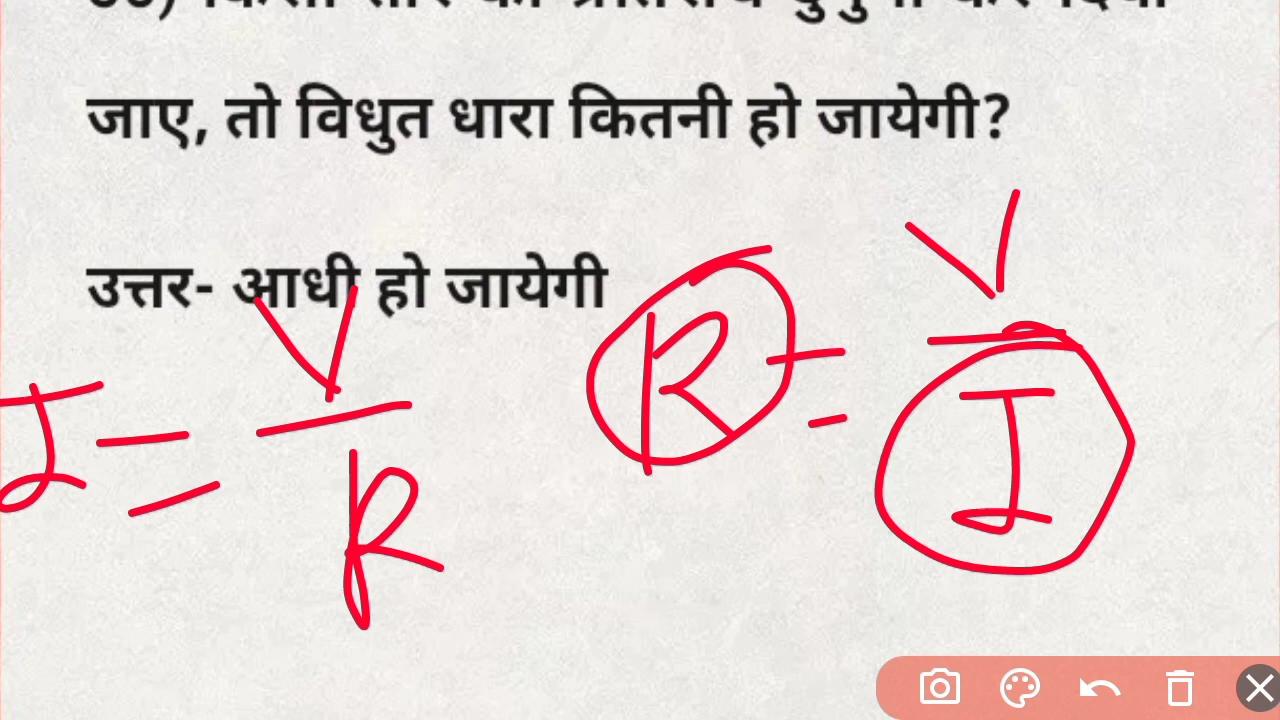 जाए, तो विधुत धारा कितनी हो जायेगी?
उत्तर- आधी हो जायेगी
I = V
R
R = V
I